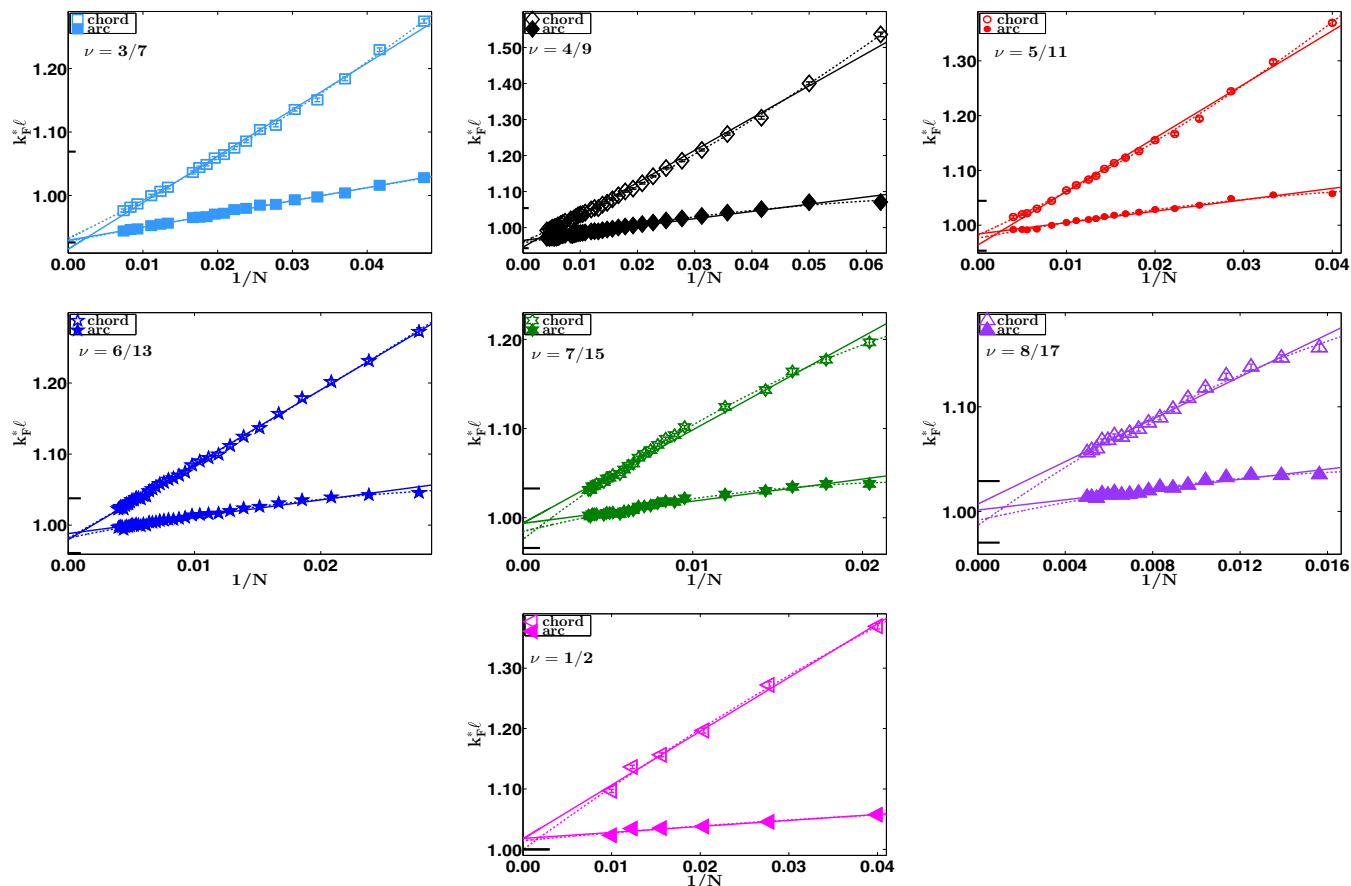 chord
arc
ν = 3/7
1.20
1.10
1.00
k*Fℓ
0.00
0.01
0.02
0.03
0.04
1/N
chord
arc
ν = 4/9
1.50
1.40
1.30
1.20
1.10
1.00
k*Fℓ
0.00
0.01
0.02
0.03
0.04
0.05
0.06
1/N
chord
arc
ν = 5/11
1.30
1.20
1.10
1.00
k*Fℓ
0.00
0.01
0.02
0.03
0.04
1/N
chord
arc
ν = 6/13
1.20
1.10
1.00
k*Fℓ
0.00
0.01
0.02
1/N
chord
arc
ν = 7/15
1.20
1.10
1.00
k*Fℓ
0.00
0.01
0.02
1/N
chord
arc
ν = 8/17
1.10
1.00
k*Fℓ
0.000
0.004
0.008
0.012
0.016
1/N
chord
arc
ν = 1/2
1.30
1.20
1.10
1.00
k*Fℓ
0.00
0.01
0.02
0.03
0.04
1/N